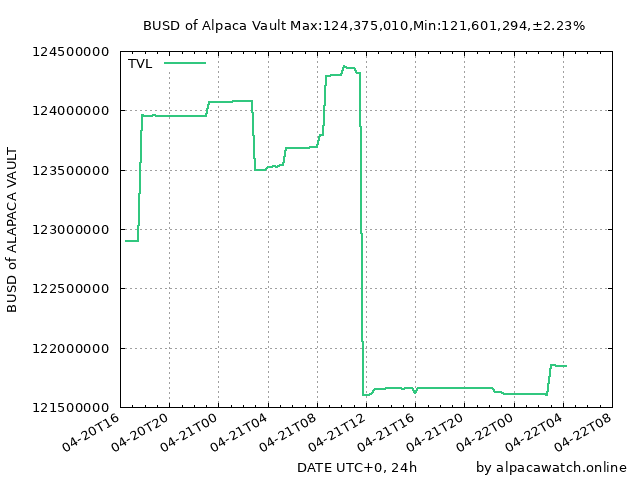 BUSD of Alpaca Vault Max:124,375,010,Min:121,601,294,±2.23%
TVL
124500000
124000000
123500000
123000000
122500000
122000000
121500000
BUSD of ALAPACA VAULT
04-20T16
04-20T20
04-21T00
04-21T04
04-21T08
04-21T12
04-21T16
04-21T20
04-22T00
04-22T04
04-22T08
DATE UTC+0, 24h
by alpacawatch.online